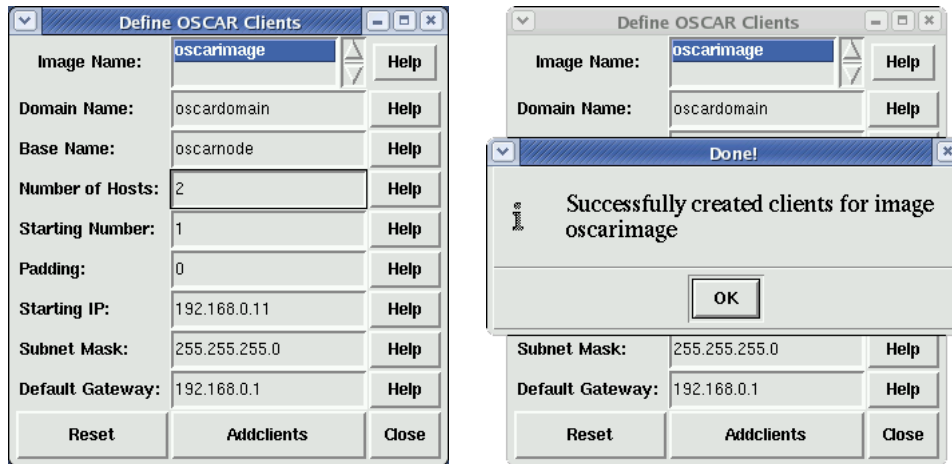 Define OSCAR Clients
Image Name: oscarimage Help
Domain Name: oscardomain Help
Base Name: oscarnode Help
Number of Hosts: 2 Help
Starting Number: 1 Help
Padding: 0 Help
Starting IP: 192.168.0.11 Help
Subnet Mask: 255.255.255.0 Help
Default Gateway: 192.168.0.1 Help
Reset Addclients Close
Define OSCAR Clients
Image Name: oscarimage Help
Domain Name: oscardomain Help
Done!
Successfully created clients for image
oscarimage
OK
Subnet Mask: 255.255.255.0 Help
Default Gateway: 192.168.0.1 Help
Reset Addclients Close